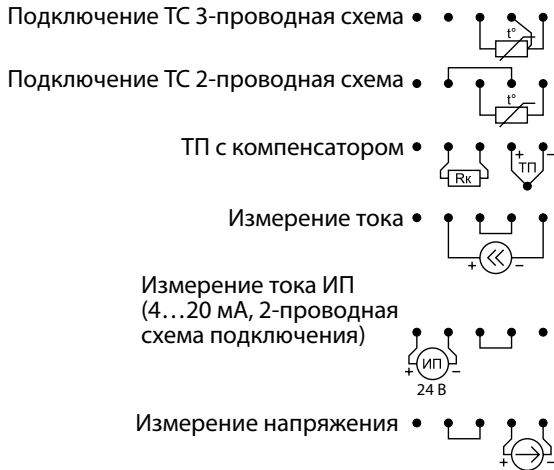 Подключение ТС 3-проводная схема
t°
Подключение ТС 2-проводная схема
t°
ТП с компенсатором
Rк
+ ТП –
Измерение тока
+ –
Измерение тока ИП
(4...20 мА, 2-проводная
схема подключения)
+ ИП –
24 В
Измерение напряжения
+ –